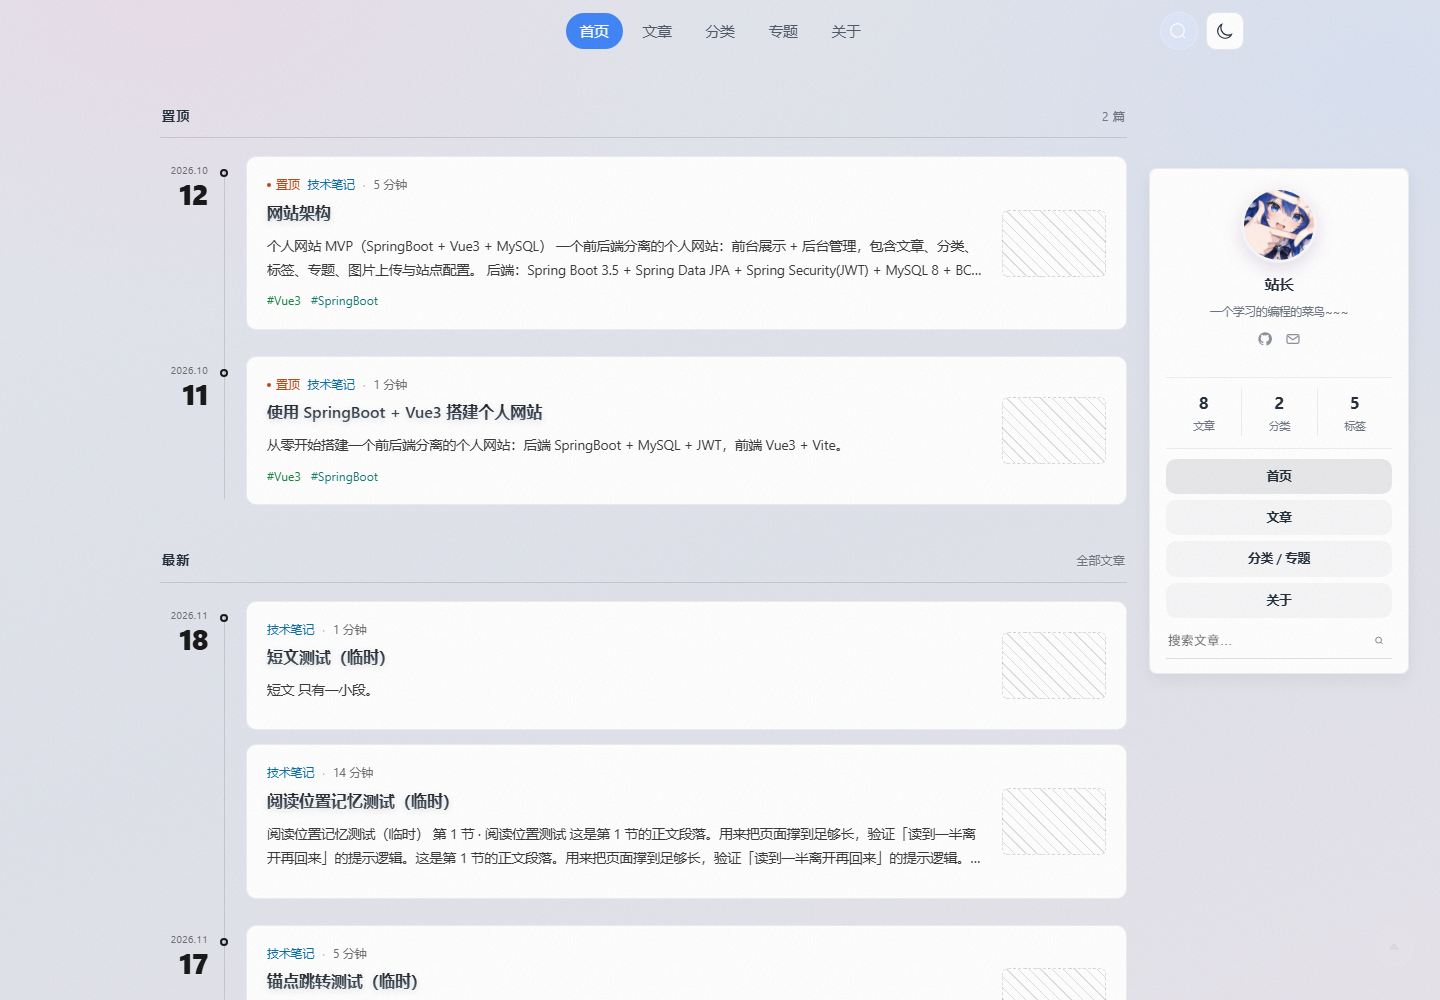 首页 文章 分类 专题 关于
置顶 2 篇
2026.10
12
置顶 技术笔记 · 5 分钟
网站架构
个人网站 MVP（SpringBoot + Vue3 + MySQL） 一个前后端分离的个人网站：前台展示 + 后台管理，包含文章、分类、
标签、专题、图片上传与站点配置。 后端：Spring Boot 3.5 + Spring Data JPA + Spring Security(JWT) + MySQL 8 + BC...
#Vue3 #SpringBoot
2026.10
11
置顶 技术笔记 · 1 分钟
使用 SpringBoot + Vue3 搭建个人网站
从零开始搭建一个前后端分离的个人网站：后端 SpringBoot + MySQL + JWT，前端 Vue3 + Vite。
#Vue3 #SpringBoot
最新 全部文章
2026.11
18
技术笔记 · 1 分钟
短文测试（临时）
短文 只有一小段。
技术笔记 · 14 分钟
阅读位置记忆测试（临时）
阅读位置记忆测试（临时） 第 1 节 · 阅读位置测试 这是第 1 节的正文段落。用来把页面撑到足够长，验证「读到一半离
开再回来」的提示逻辑。这是第 1 节的正文段落。用来把页面撑到足够长，验证「读到一半离开再回来」的提示逻辑。...
2026.11
17
技术笔记 · 5 分钟
锚点跳转测试（临时）
站长
一个学习的编程的菜鸟~~~
8 2 5
文章 分类 标签
首页
文章
分类 / 专题
关于
搜索文章...